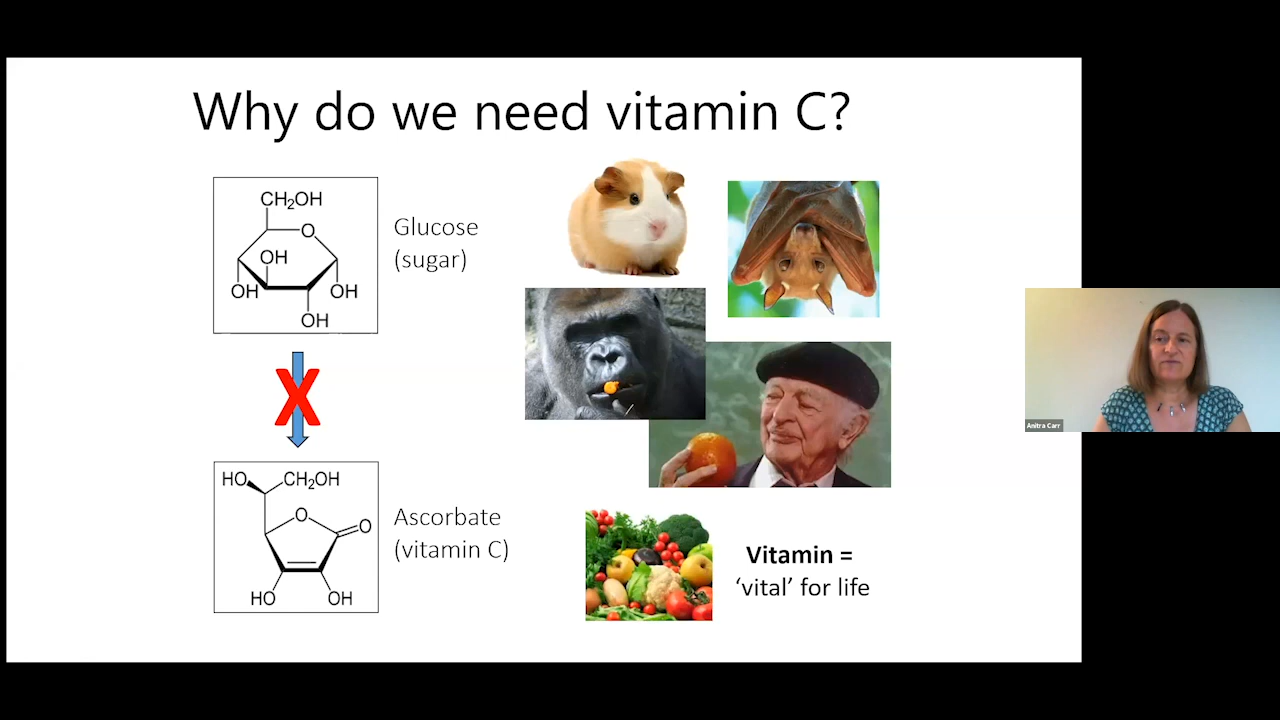 Why do we need vitamin C?
CH₂OH
O
OH
OH
OH
OH
Glucose
(sugar)
X
HO
CH₂OH
O
O
HO
OH
Ascorbate
(vitamin C)
Vitamin =
‘vital’ for life
Anitra Carr